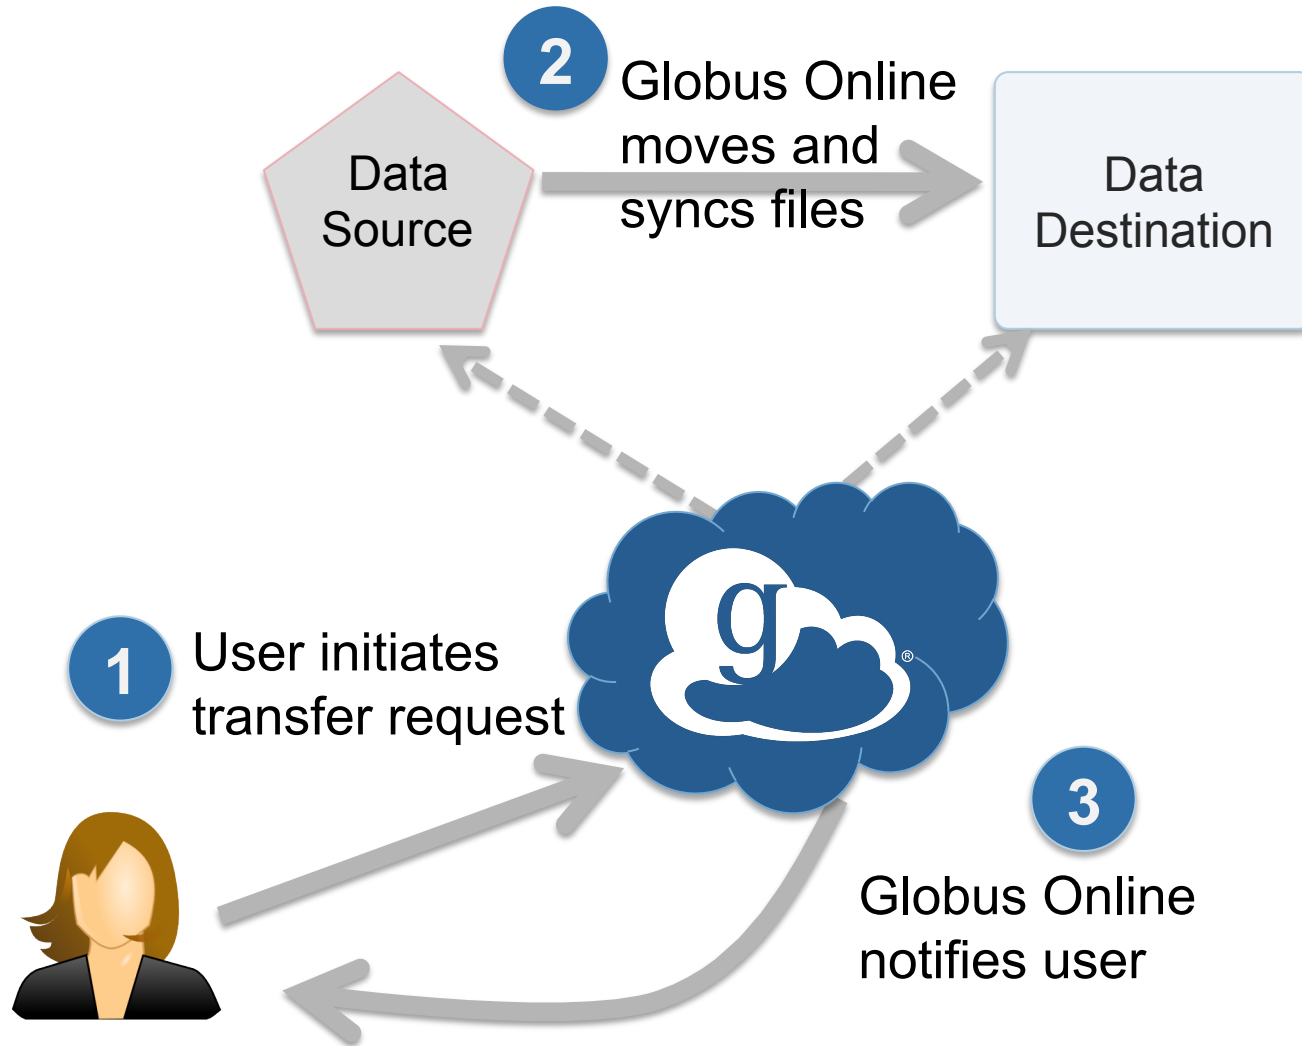 2
Globus Online
moves and
syncs files
Data
Source
Data
Destination
1
User initiates
transfer request
g
®
3
Globus Online
notifies user